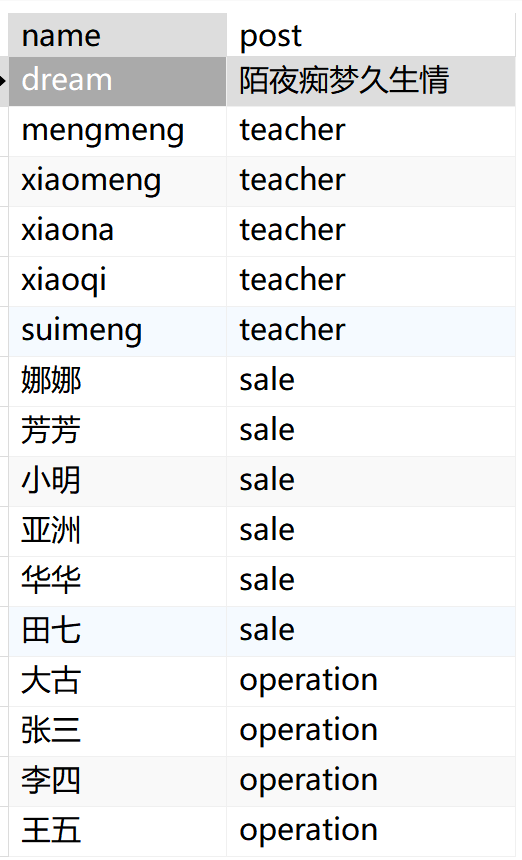 name post
dream 陌夜痴梦久生情
mengmeng teacher
xiaomeng teacher
xiaona teacher
xiaoqi teacher
suimeng teacher
娜娜 sale
芳芳 sale
小明 sale
亚洲 sale
华华 sale
田七 sale
大古 operation
张三 operation
李四 operation
王五 operation